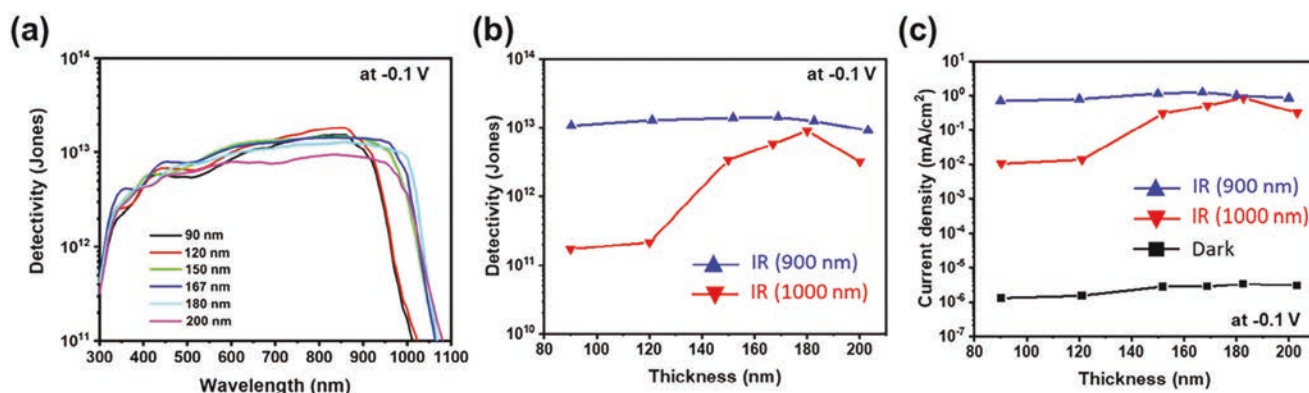 (a)
Detectivity (Jones)
10^14
10^13
10^12
10^11
at -0.1 V
90 nm
120 nm
150 nm
167 nm
180 nm
200 nm
300 400 500 600 700 800 900 1000 1100
Wavelength (nm)
(b)
Detectivity (Jones)
10^14
10^13
10^12
10^11
10^10
at -0.1 V
IR (900 nm)
IR (1000 nm)
80 100 120 140 160 180 200
Thickness (nm)
(c)
Current density (mA/cm²)
10^1
10^0
10^-1
10^-2
10^-3
10^-4
10^-5
10^-6
10^-7
IR (900 nm)
IR (1000 nm)
Dark
at -0.1 V
80 100 120 140 160 180 200
Thickness (nm)